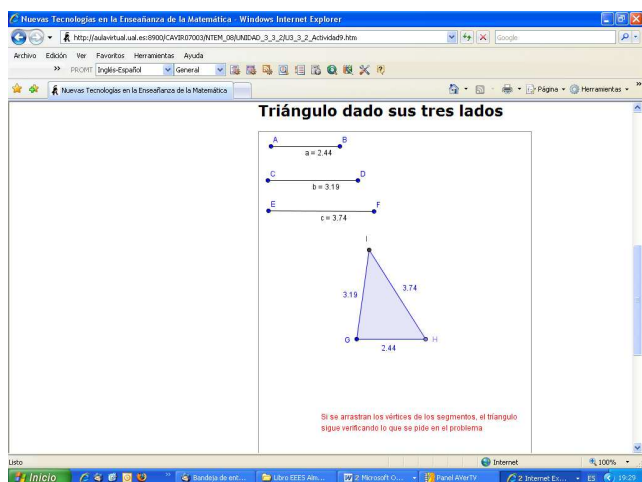 Nuevas Tecnologías en la Enseñanza de la Matemática - Windows Internet Explorer
http://aulavirtual.ual.es:8900/CAVIR07003/NTEM_08/UNIDAD_3_3_2/U3_3_2_Actividad9.htm
Google
Archivo Edición Ver Favoritos Herramientas Ayuda
» PROMT Inglés-Español General
Nuevas Tecnologías en la Enseñanza de la Matemática
Página Herramientas »
Triángulo dado sus tres lados
A B
a = 2.44
C D
b = 3.19
E F
c = 3.74
I
3.19 3.74
G H
2.44
Si se arrastran los vértices de los segmentos, el triangulo
sigue verificando lo que se pide en el problema
Listo Internet 100%
Inicio » Bandeja de ent... Libro EEES Alm... 2 Microsoft O... Panel AVerTV 2 Internet Ex... ES 19:29